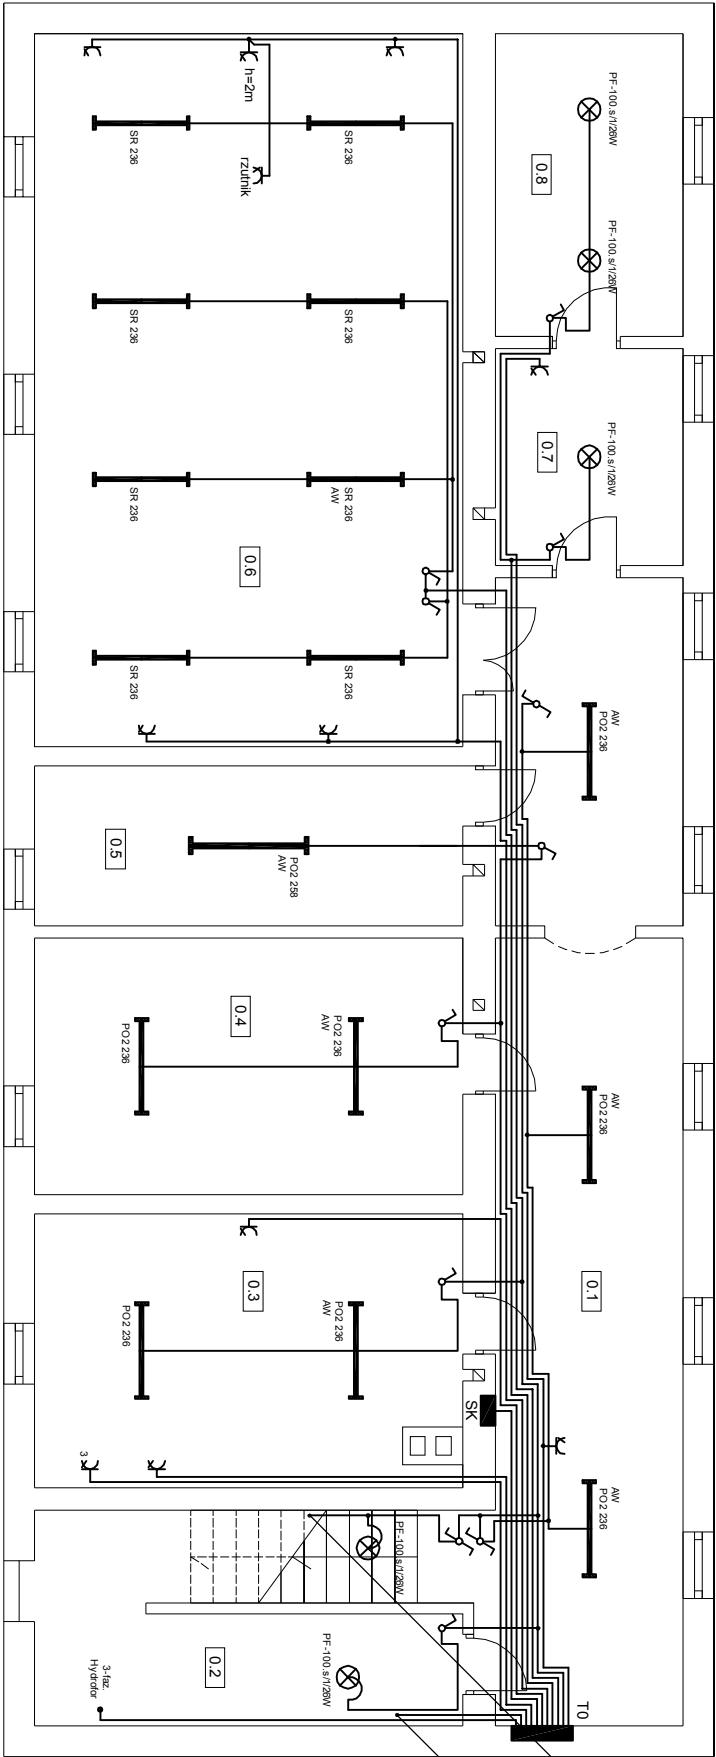 PF-100.s/1/26W
0.8
PF-100.s/1/26W
h=2m
rzutnik
SR 236
SR 236
SR 236
SR 236
PF-100.s/1/26W
0.7
SR 236
SR 236
AW
0.6
SR 236
SR 236
AW
PO2 236
0.5
PO2 258
AW
0.4
PO2 236
PO2 236
AW
AW
PO2 236
0.1
0.3
PO2 236
PO2 236
AW
SK
3
AW
PO2 236
PF-100.s/1/26W
0.2
PF-100.s/1/26W
3-faz.
Hydrofor
T0